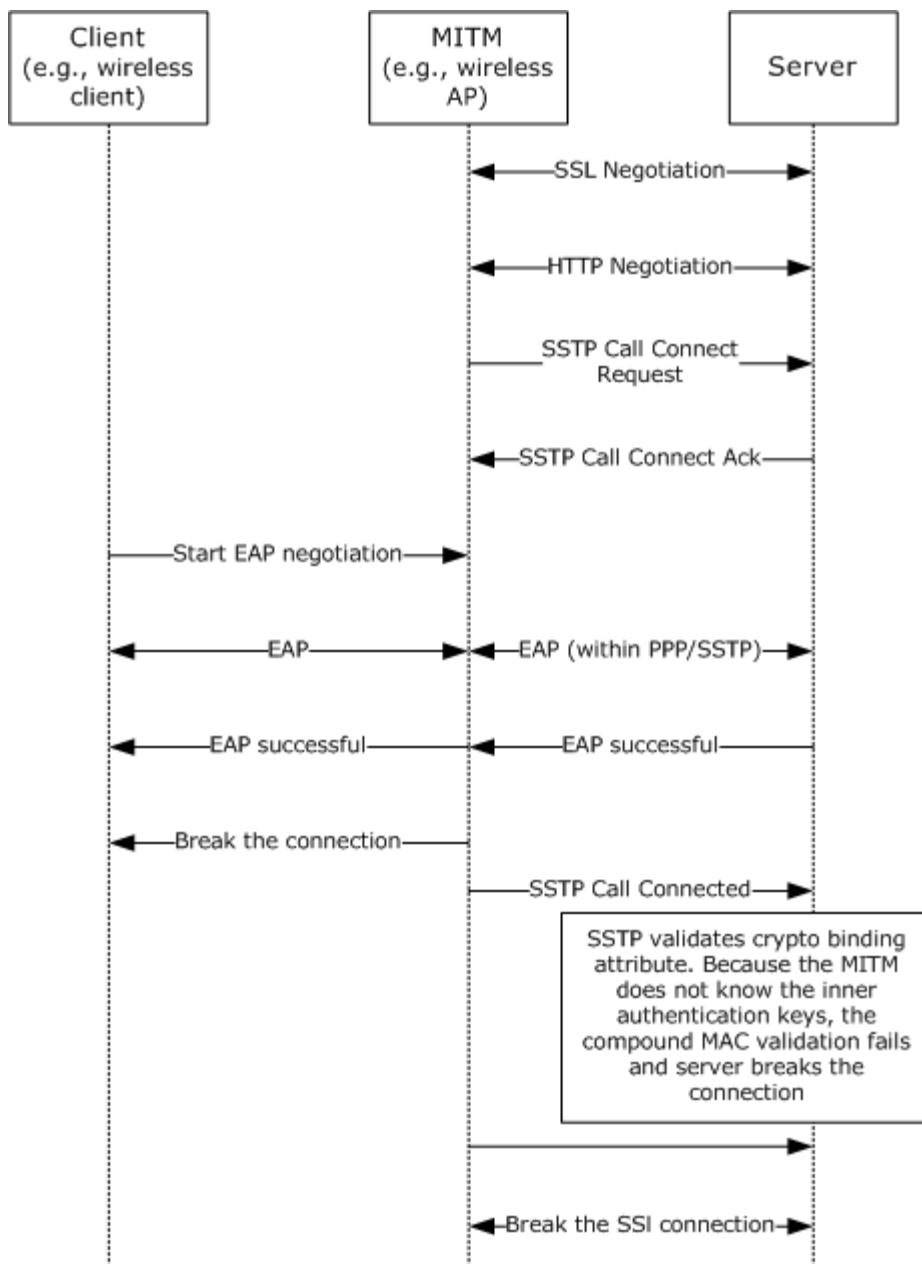 Client
(e.g., wireless
client)
MITM
(e.g., wireless
AP)
Server
SSL Negotiation
HTTP Negotiation
SSTP Call Connect
Request
SSTP Call Connect Ack
Start EAP negotiation
EAP
EAP (within PPP/SSTP)
EAP successful
EAP successful
Break the connection
SSTP Call Connected
SSTP validates crypto binding
attribute. Because the MITM
does not know the inner
authentication keys, the
compound MAC validation fails
and server breaks the
connection
Break the SSl connection